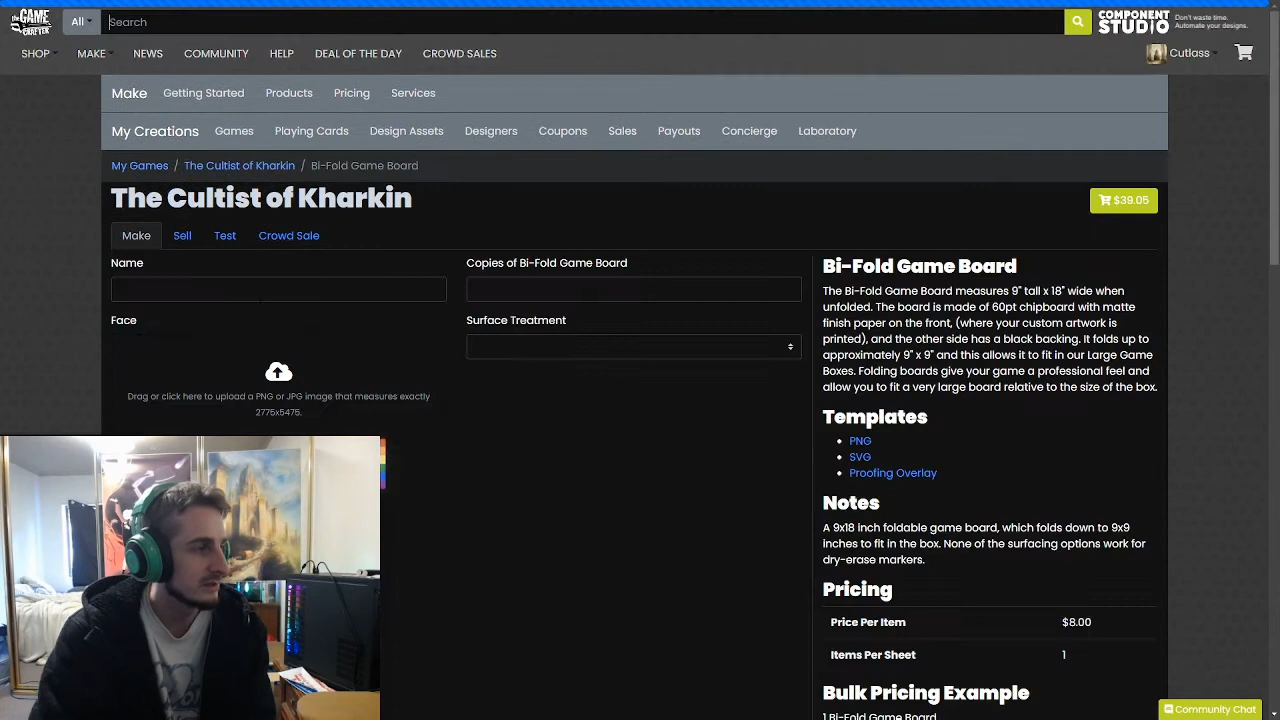 the GAME CRAFTER
All
Search
COMPONENT STUDIO
Don't waste time.
Automate your designs.
SHOP
MAKE
NEWS
COMMUNITY
HELP
DEAL OF THE DAY
CROWD SALES
Cutlass
Make
Getting Started
Products
Pricing
Services
My Creations
Games
Playing Cards
Design Assets
Designers
Coupons
Sales
Payouts
Concierge
Laboratory
My Games / The Cultist of Kharkin / Bi-Fold Game Board
The Cultist of Kharkin
$39.05
Make
Sell
Test
Crowd Sale
Name
Copies of Bi-Fold Game Board
Face
Surface Treatment
Drag or click here to upload a PNG or JPG image that measures exactly
2775x5475.
Bi-Fold Game Board
The Bi-Fold Game Board measures 9" tall x 18" wide when
unfolded. The board is made of 60pt chipboard with matte
finish paper on the front, (where your custom artwork is
printed), and the other side has a black backing. It folds up to
approximately 9" x 9" and this allows it to fit in our Large Game
Boxes. Folding boards give your game a professional feel and
allow you to fit a very large board relative to the size of the box.
Templates
PNG
SVG
Proofing Overlay
Notes
A 9x18 inch foldable game board, which folds down to 9x9
inches to fit in the box. None of the surfacing options work for
dry-erase markers.
Pricing
Price Per Item $8.00
Items Per Sheet 1
Bulk Pricing Example
1 Bi-Fold Game Board
Community Chat